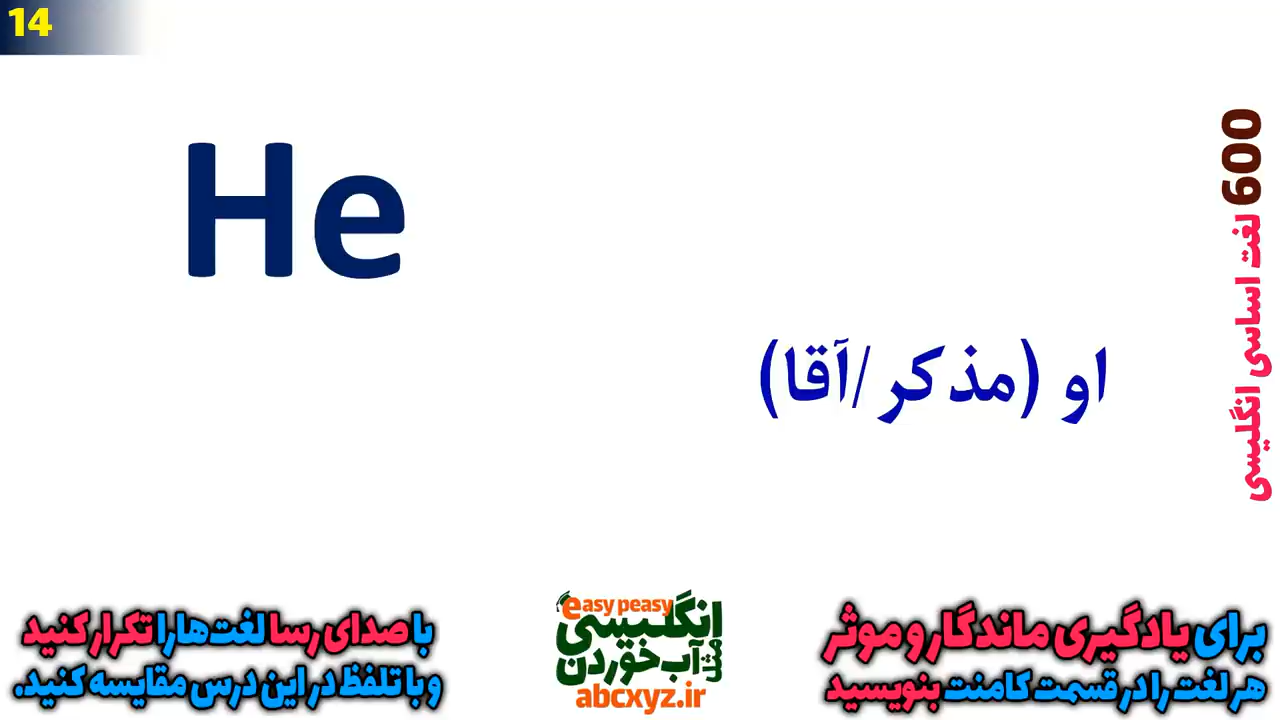 14
He
او (مذکر/آقا)
600 لغت اساسی انگلیسی
با صدای رسا لغت‌ها را تکرار کنید
و با تلفظ در این درس مقایسه کنید.
easy peasy
انگلیسی
مثل
آب خوردن
abcxyz.ir
برای یادگیری ماندگار و موثر
هر لغت را در قسمت کامنت بنویسید